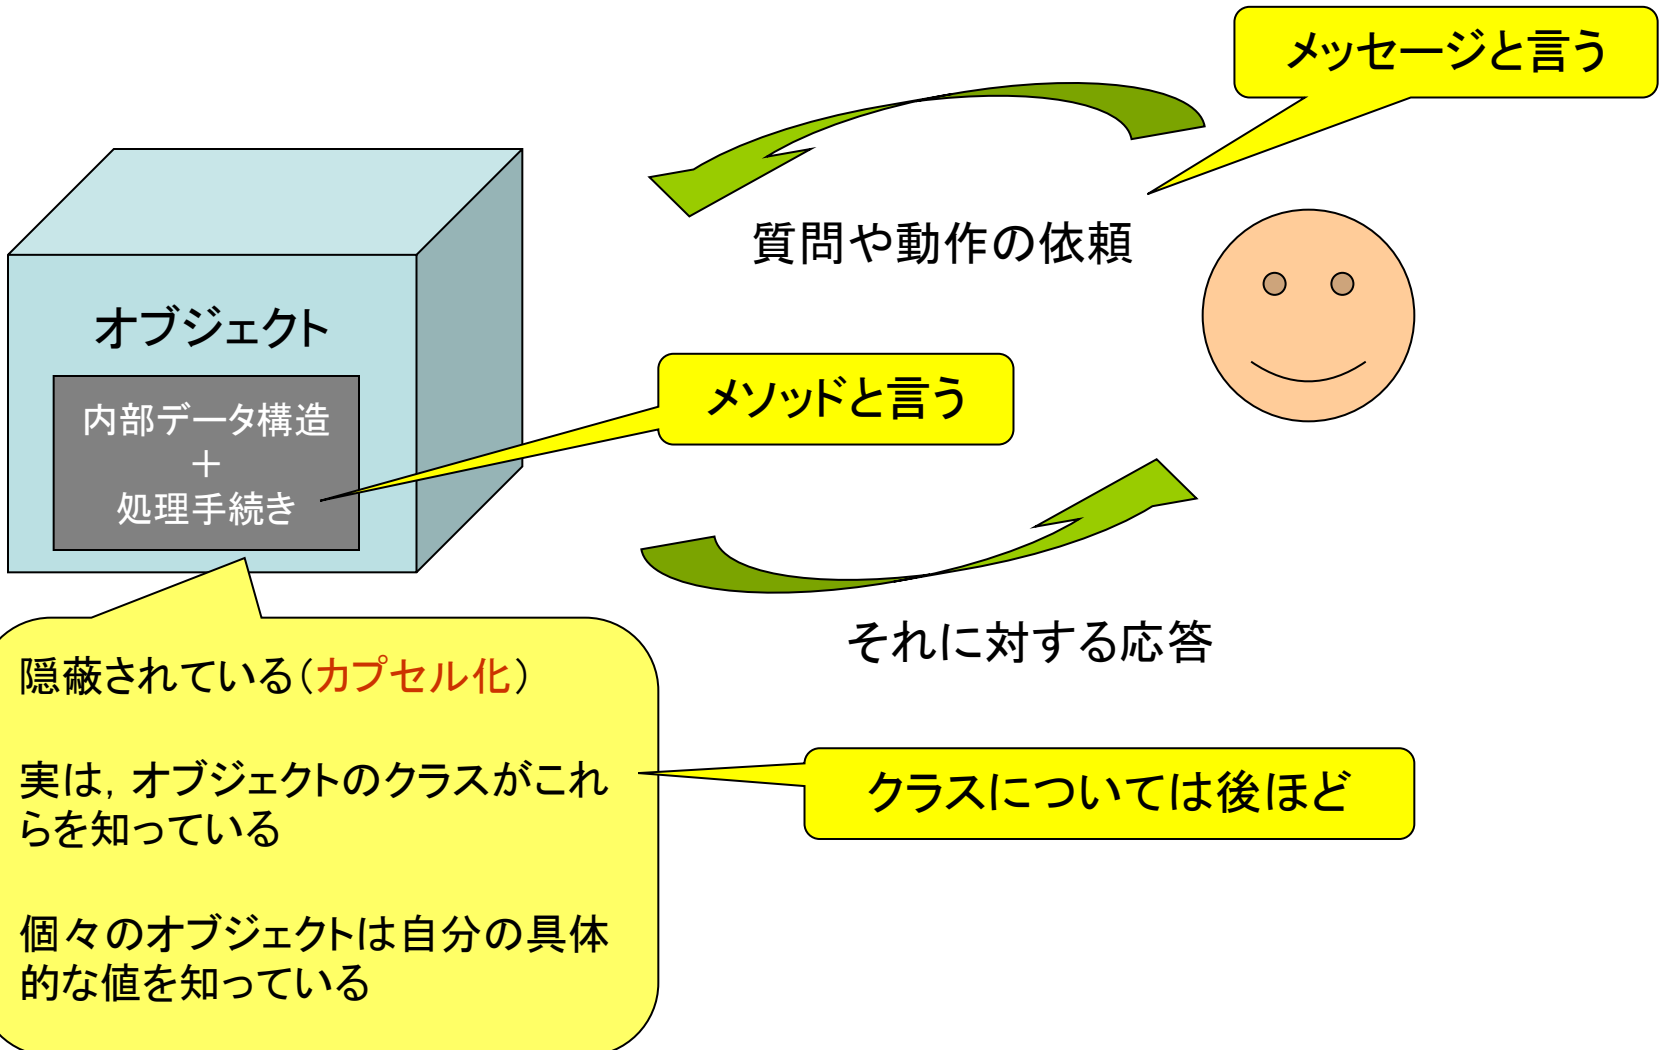 メッセージと言う
質問や動作の依頼
オブジェクト
内部データ構造
＋
処理手続き
メソッドと言う
それに対する応答
隠蔽されている（カプセル化）
実は，オブジェクトのクラスがこれ
らを知っている
個々のオブジェクトは自分の具体
的な値を知っている
クラスについては後ほど